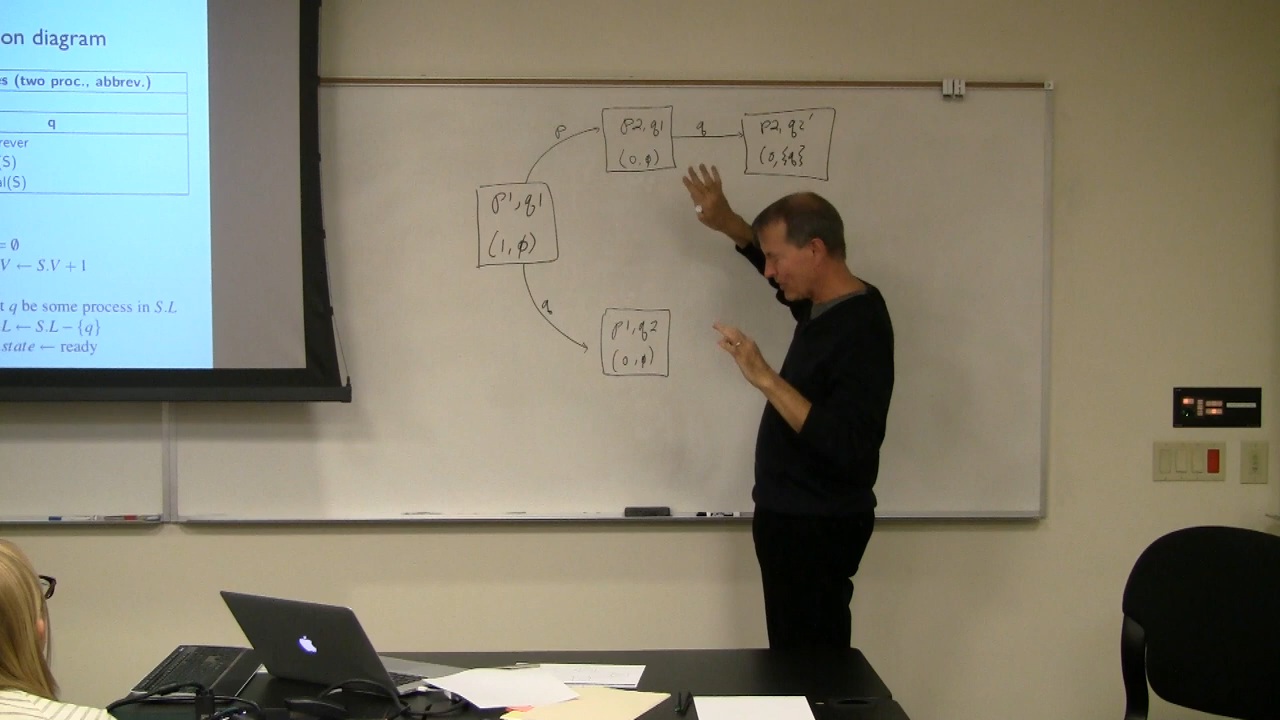 on diagram
s (two proc., abbrev.)
q
rever
(S)
al(S)
= ∅
V ← S.V + 1
t q be some process in S.L
L ← S.L − {q}
state ← ready
p
p2, q1
(0, ϕ)
q
p2, q2'
(0, {q}
p1, q1
(1, ϕ)
q
p1, q2
(0, ϕ)